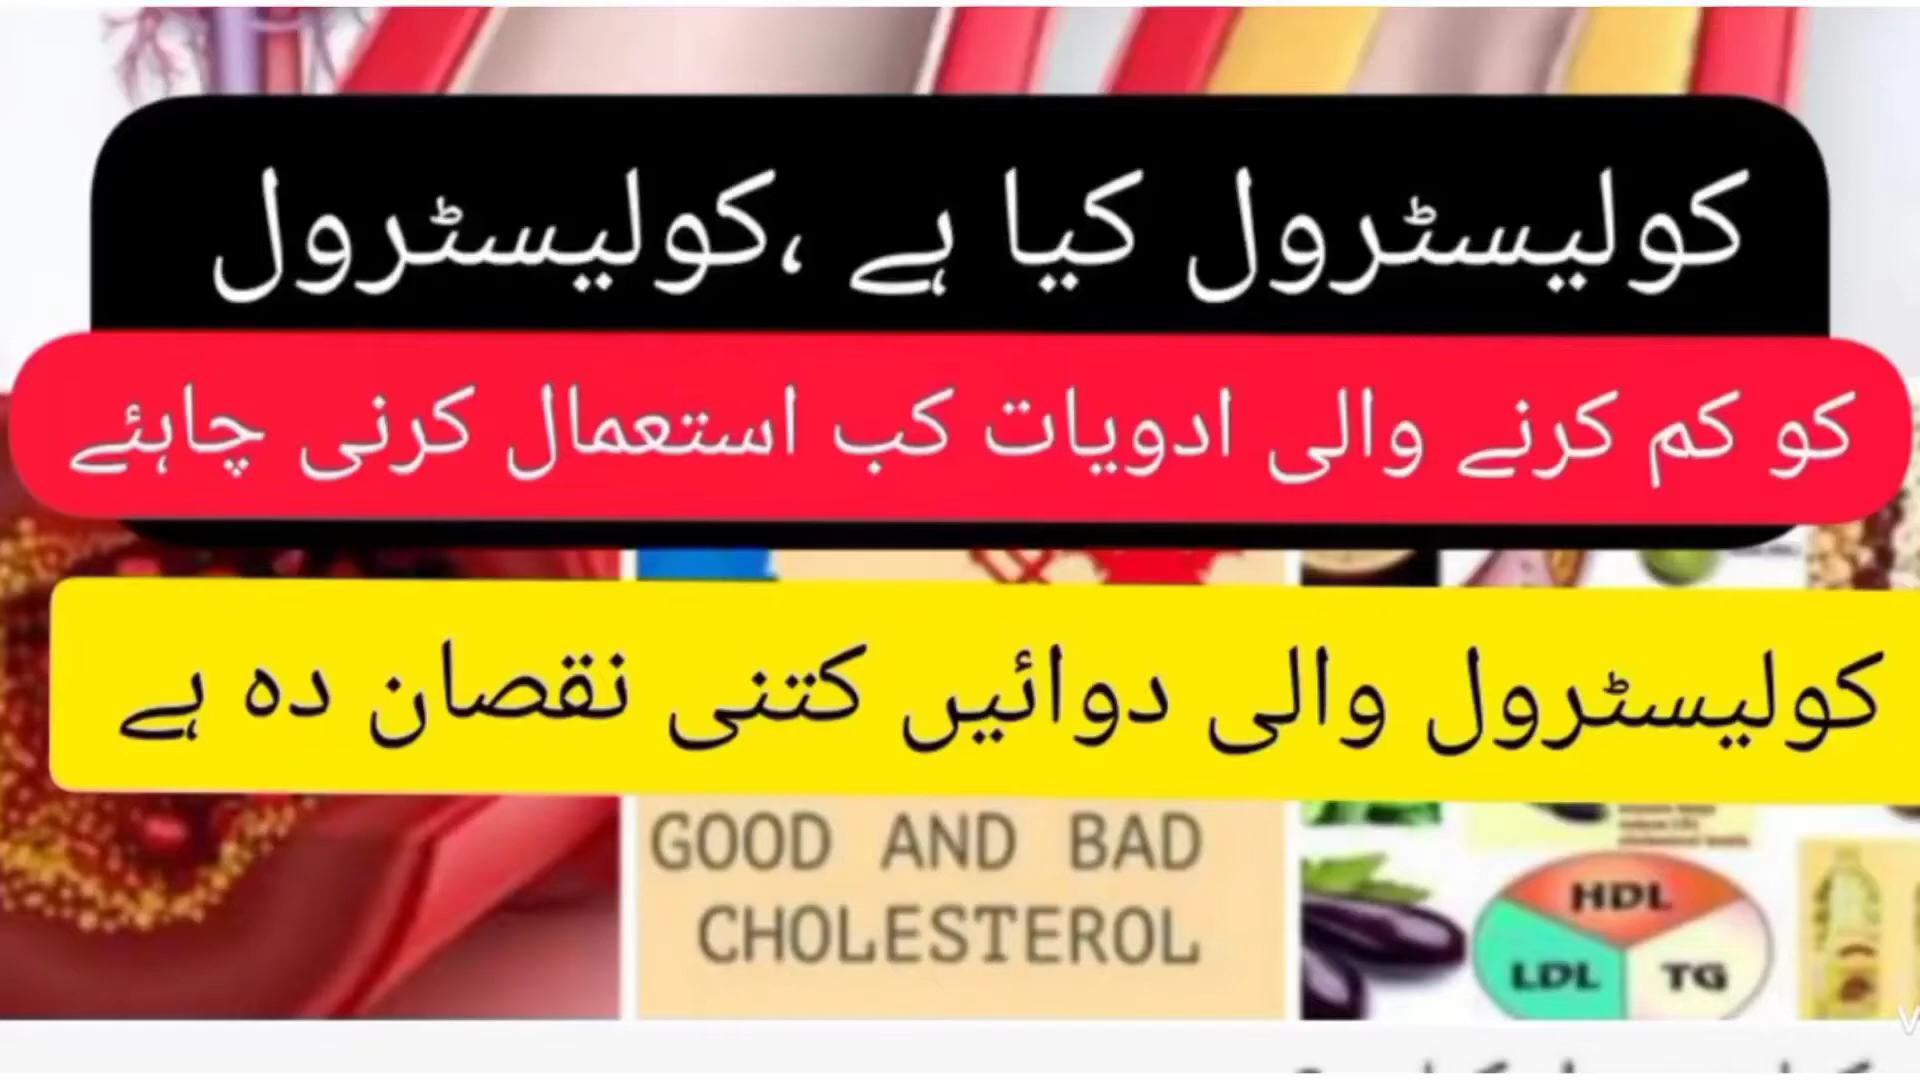 کولیسٹرول کیا ہے ،کولیسٹرول
کو کم کرنے والی ادویات کب استعمال کرنی چاہئے
کولیسٹرول والی دوائیں کتنی نقصان دہ ہے
GOOD AND BAD
CHOLESTEROL
HDL
LDL TG